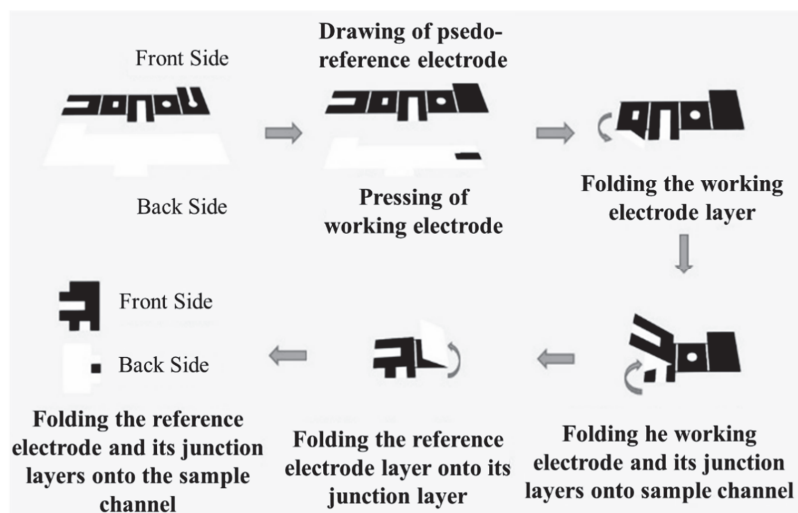 Front Side
Drawing of psedo-
reference electrode
Back Side
Pressing of
working electrode
Folding the working
electrode layer
Front Side
Back Side
Folding the reference
electrode and its junction
layers onto the sample
channel
Folding the reference
electrode layer onto its
junction layer
Folding he working
electrode and its junction
layers onto sample channel